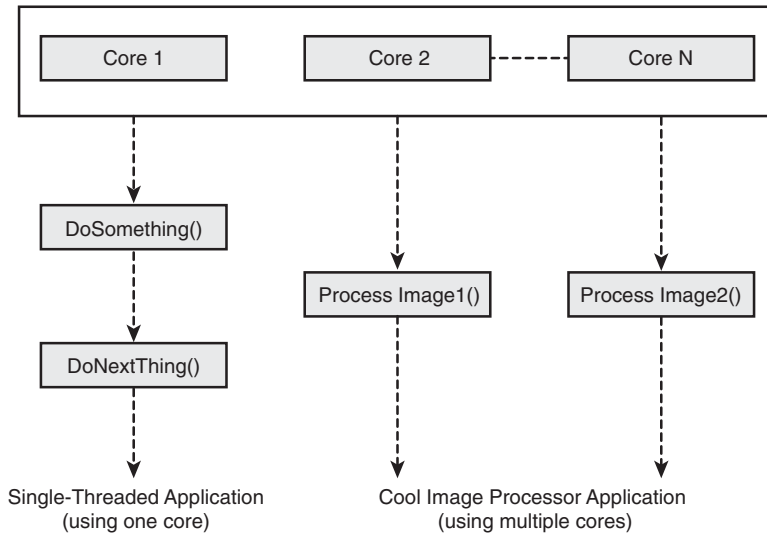 Core 1
Core 2
Core N
DoSomething()
Process Image1()
Process Image2()
DoNextThing()
Single-Threaded Application
(using one core)
Cool Image Processor Application
(using multiple cores)